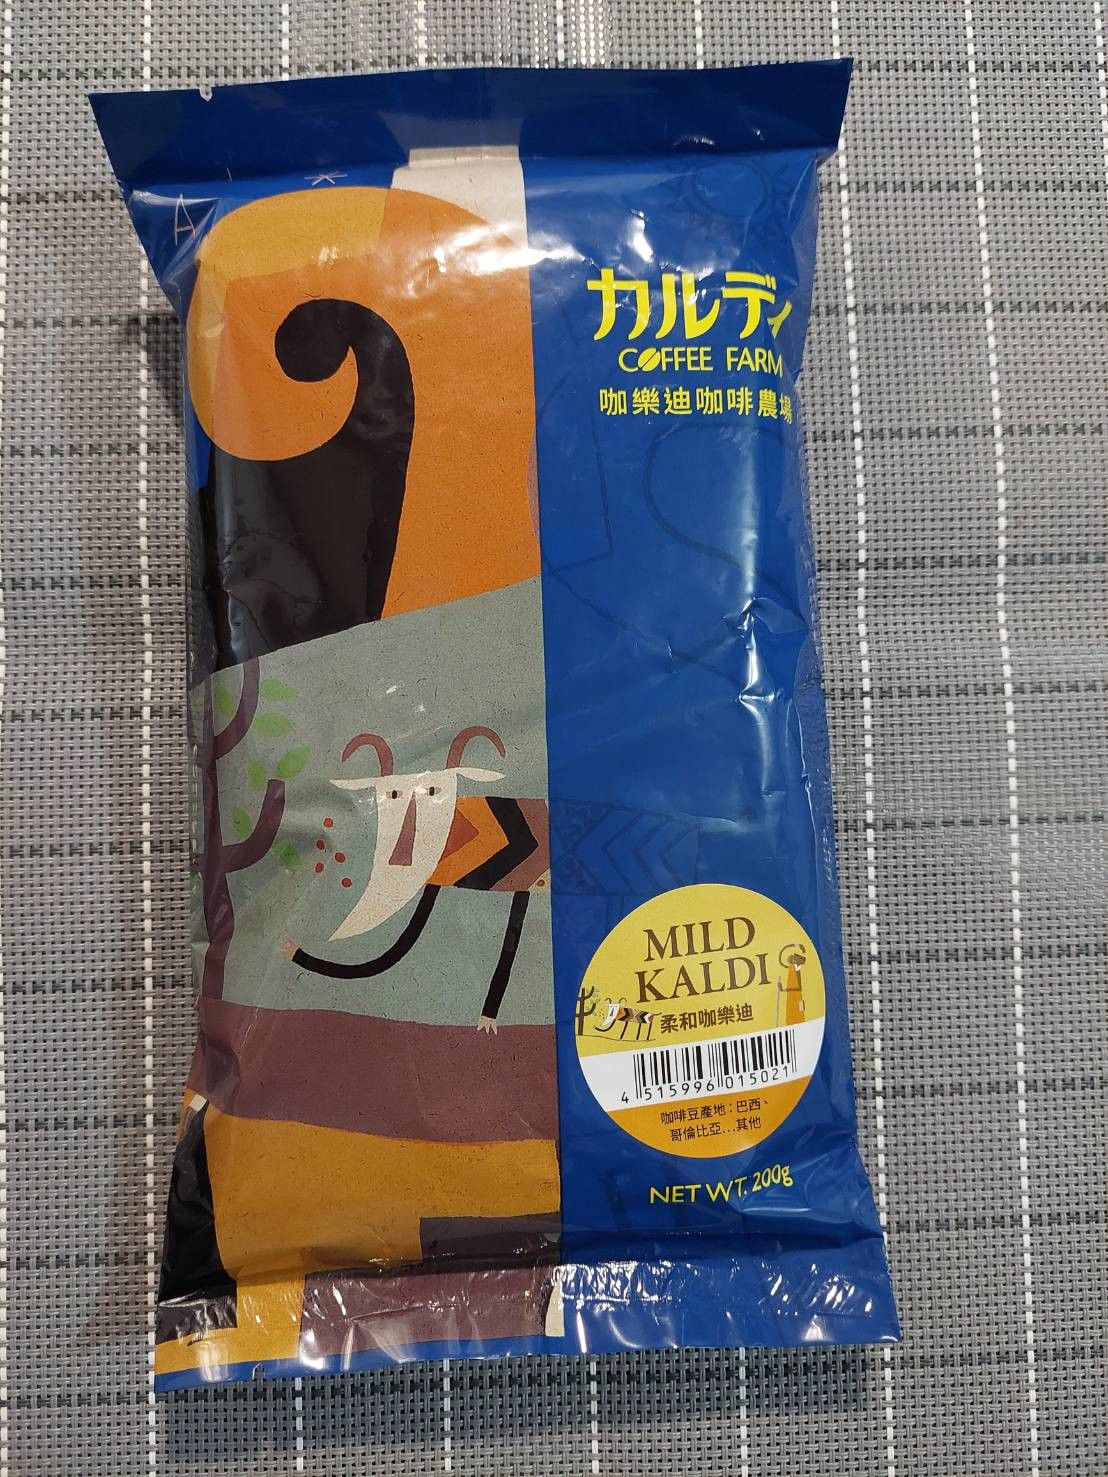 カルディ
COFFEE FARM
咖樂迪咖啡農場
MILD
KALDI
柔和咖樂迪
4 515996 015021
咖啡豆產地：巴西、
哥倫比亞...其他
NET WT. 200g